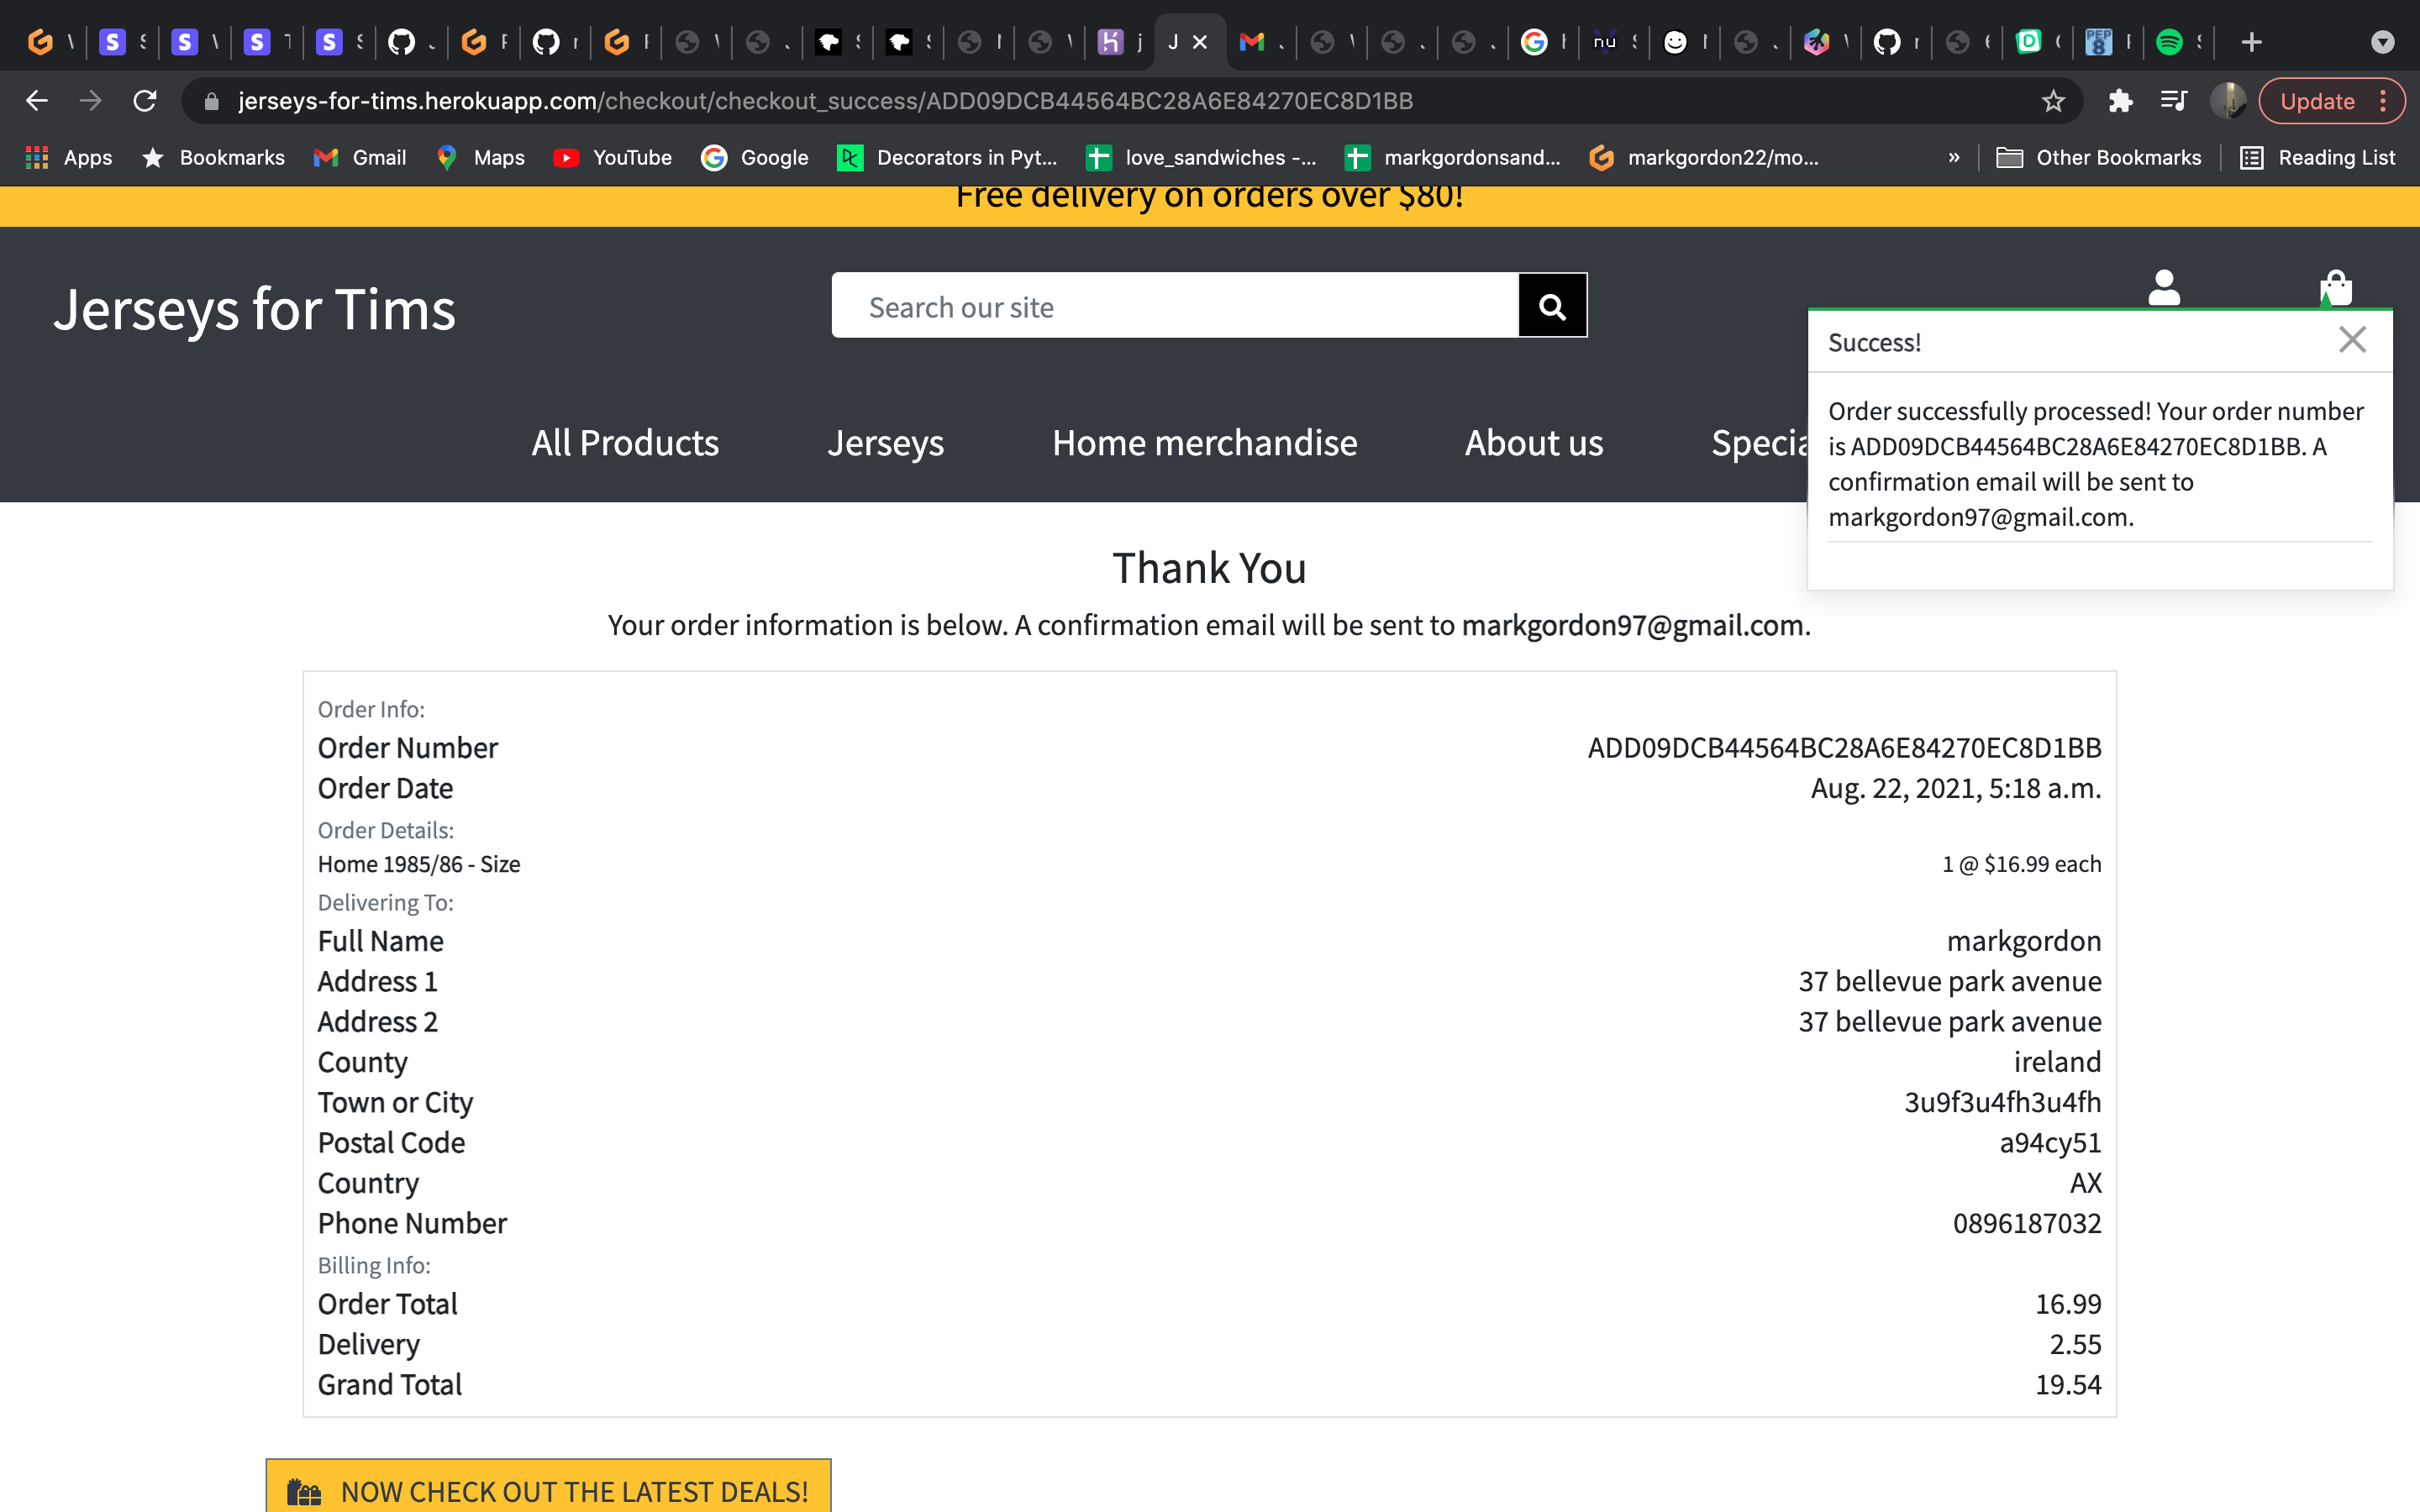 jerseys-for-tims.herokuapp.com/checkout/checkout_success/ADD09DCB44564BC28A6E84270EC8D1BB
Update
Apps
Bookmarks
Gmail
Maps
YouTube
Google
Decorators in Pyt...
love_sandwiches -...
markgordonsand...
markgordon22/mo...
»
Other Bookmarks
Reading List
Free delivery on orders over $80!
Jerseys for Tims
Search our site
All Products
Jerseys
Home merchandise
About us
Specia
Success!
Order successfully processed! Your order number
is ADD09DCB44564BC28A6E84270EC8D1BB. A
confirmation email will be sent to
markgordon97@gmail.com.
Thank You
Your order information is below. A confirmation email will be sent to markgordon97@gmail.com.
Order Info:
Order Number ADD09DCB44564BC28A6E84270EC8D1BB
Order Date Aug. 22, 2021, 5:18 a.m.
Order Details:
Home 1985/86 - Size 1 @ $16.99 each
Delivering To:
Full Name markgordon
Address 1 37 bellevue park avenue
Address 2 37 bellevue park avenue
County ireland
Town or City 3u9f3u4fh3u4fh
Postal Code a94cy51
Country AX
Phone Number 0896187032
Billing Info:
Order Total 16.99
Delivery 2.55
Grand Total 19.54
NOW CHECK OUT THE LATEST DEALS!